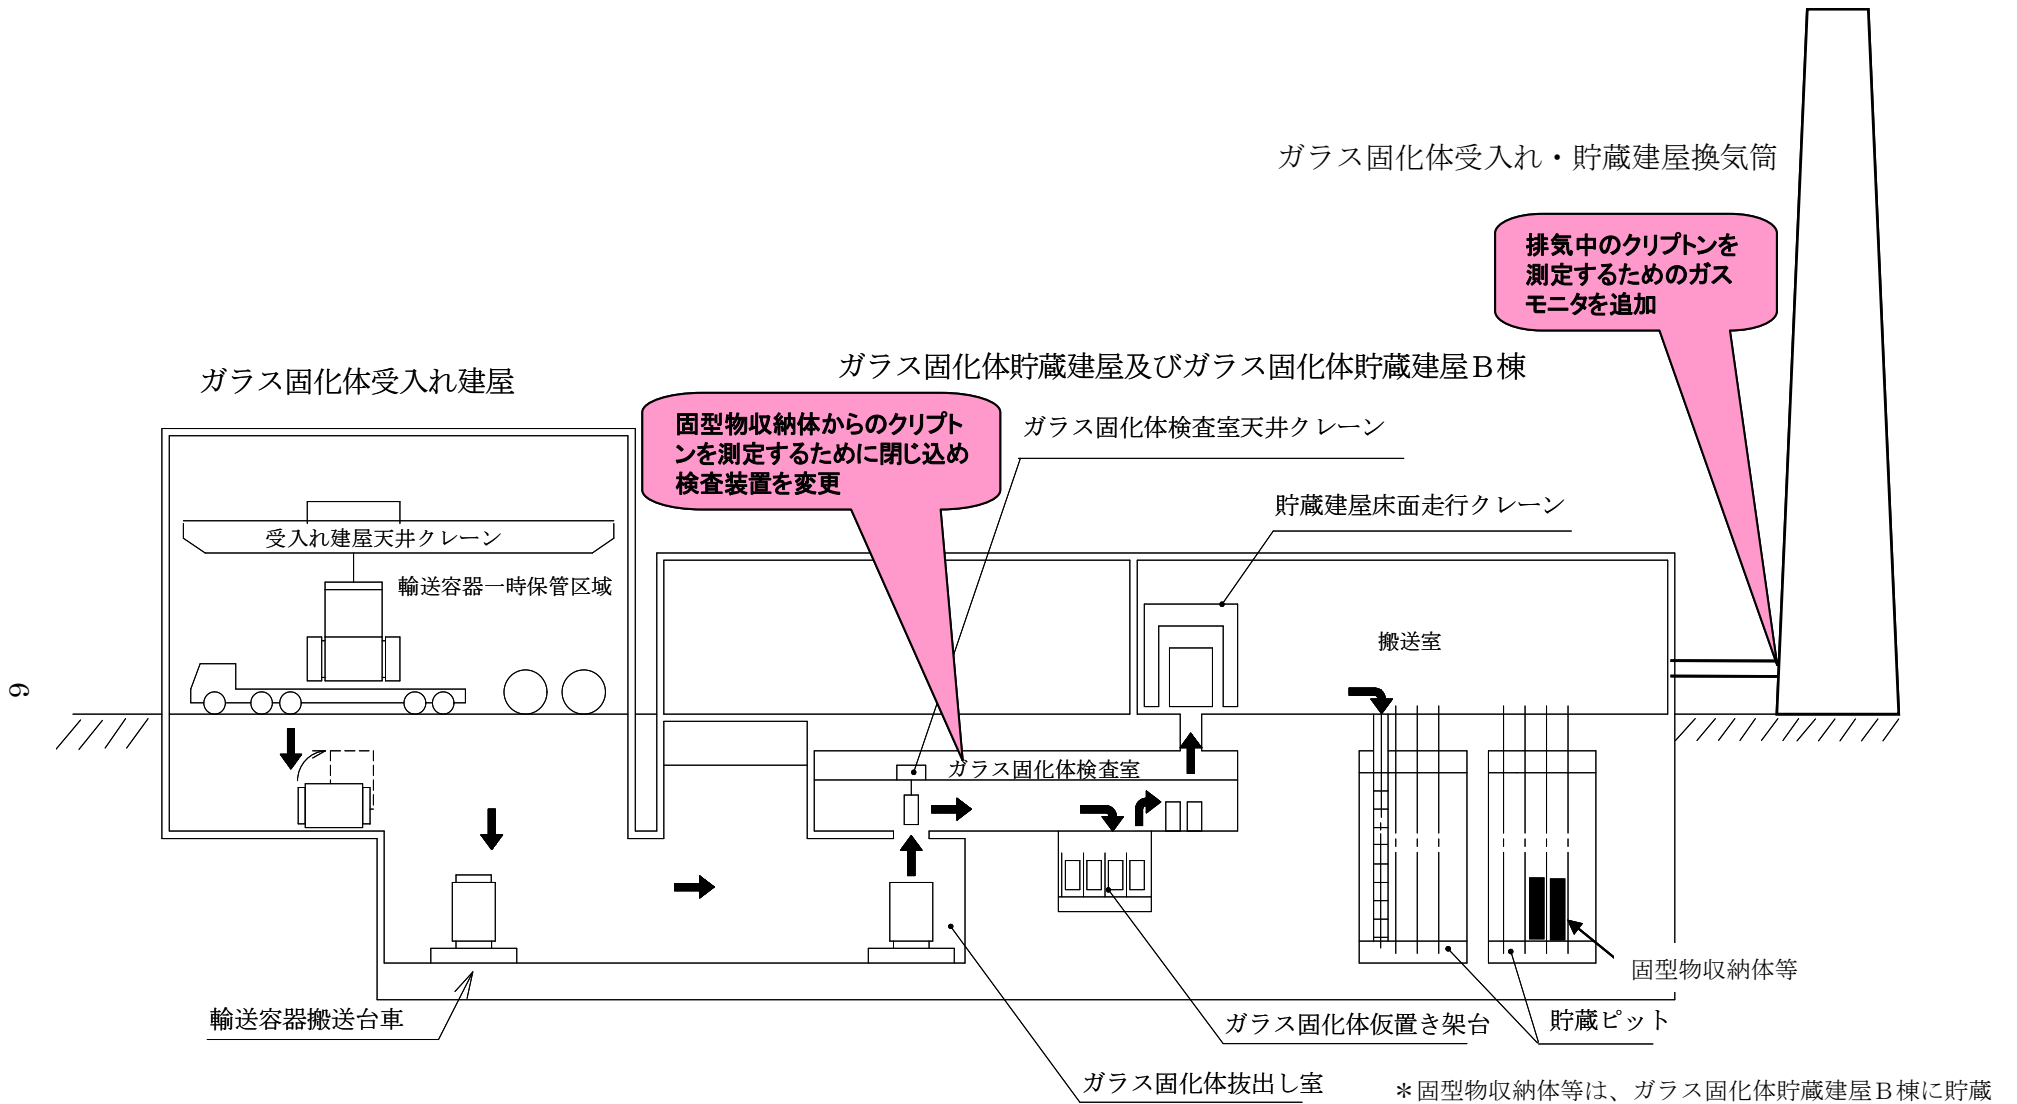 ガラス固化体受入れ・貯蔵建屋換気筒
排気中のクリプトンを
測定するためのガス
モニタを追加
ガラス固化体貯蔵建屋及びガラス固化体貯蔵建屋Ｂ棟
ガラス固化体受入れ建屋
固型物収納体からのクリプト
ンを測定するために閉じ込め
検査装置を変更
ガラス固化体検査室天井クレーン
貯蔵建屋床面走行クレーン
受入れ建屋天井クレーン
輸送容器一時保管区域
搬送室
9
ガラス固化体検査室
固型物収納体等
輸送容器搬送台車
ガラス固化体仮置き架台
貯蔵ピット
ガラス固化体抜出し室
＊固型物収納体等は、ガラス固化体貯蔵建屋Ｂ棟に貯蔵